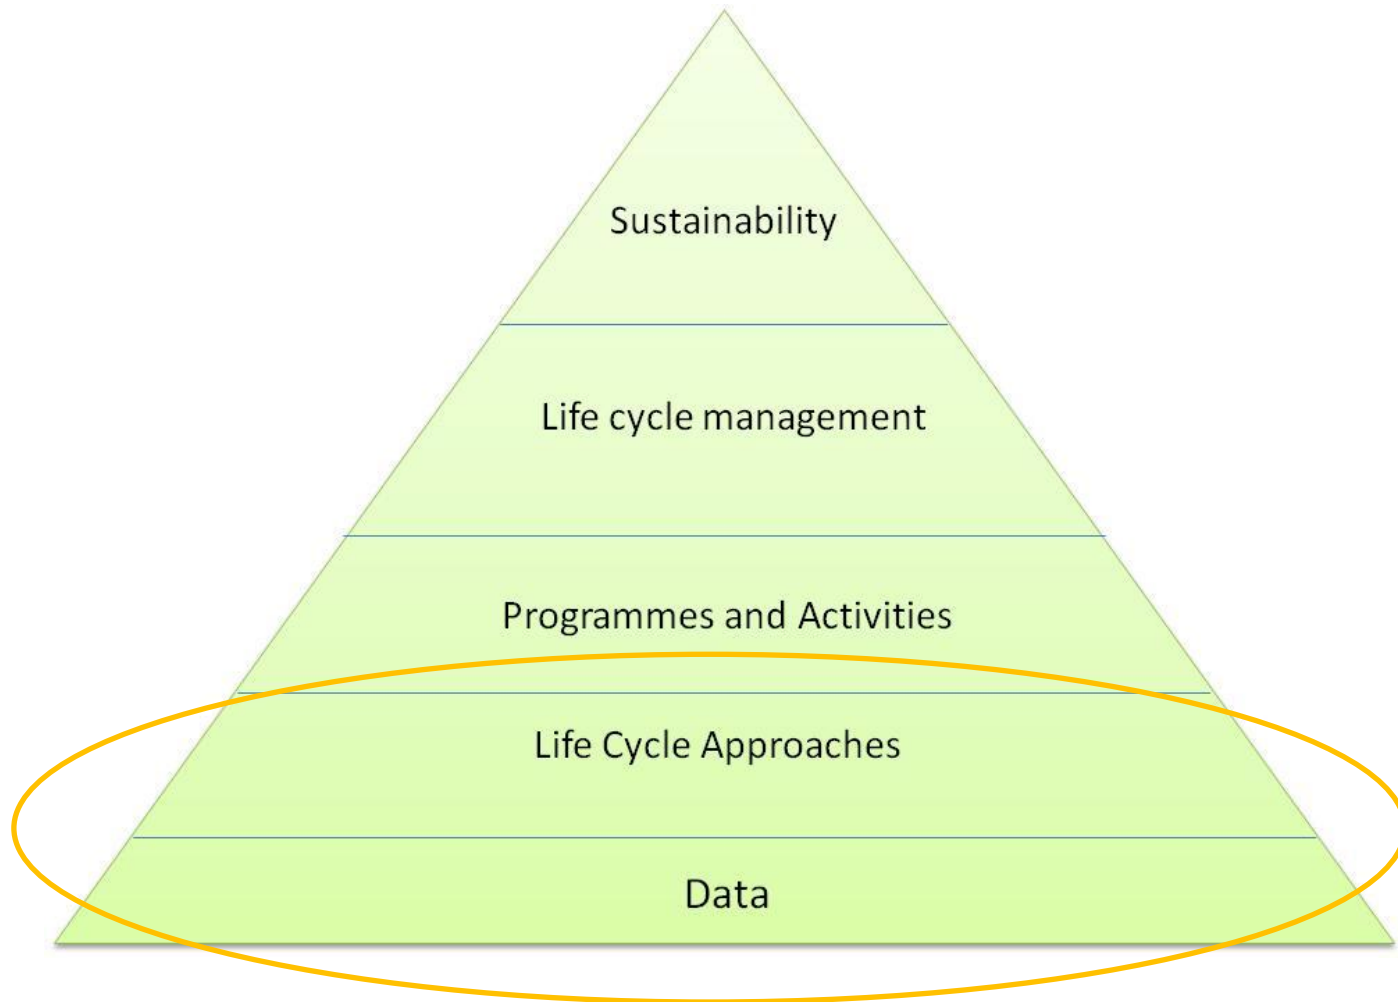 Sustainability
Life cycle management
Programmes and Activities
Life Cycle Approaches
Data